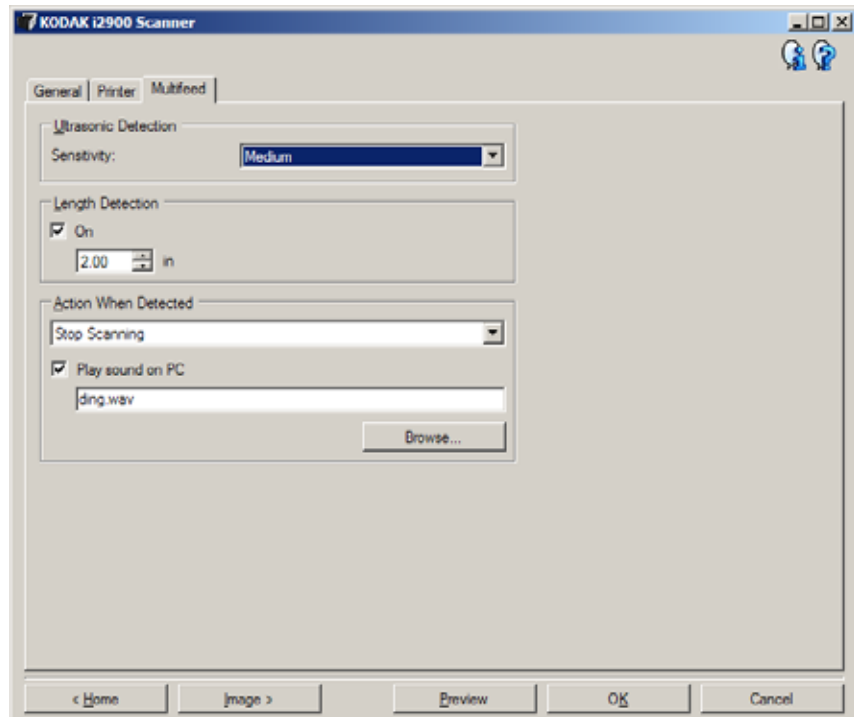 KODAK i2900 Scanner
General Printer Multifeed
Ultrasonic Detection
Sensitivity: Medium
Length Detection
On
2.00 in
Action When Detected
Stop Scanning
Play sound on PC
ding.wav
Browse...
< Home Image > Preview OK Cancel